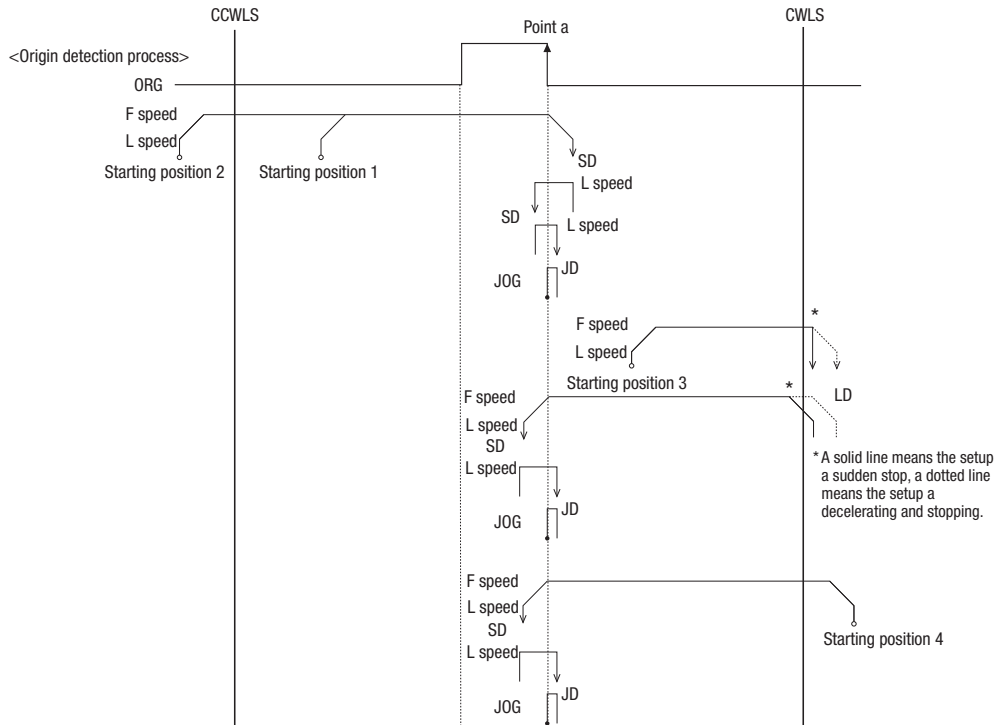 CCWLS
CWLS
Point a
<Origin detection process>
ORG
F speed
L speed
Starting position 2
Starting position 1
SD
L speed
SD
L speed
JD
JOG
*
F speed
L speed
Starting position 3
*
LD
F speed
L speed
SD
L speed
* A solid line means the setup
a sudden stop, a dotted line
means the setup a
decelerating and stopping.
JD
JOG
F speed
L speed
SD
Starting position 4
L speed
JD
JOG